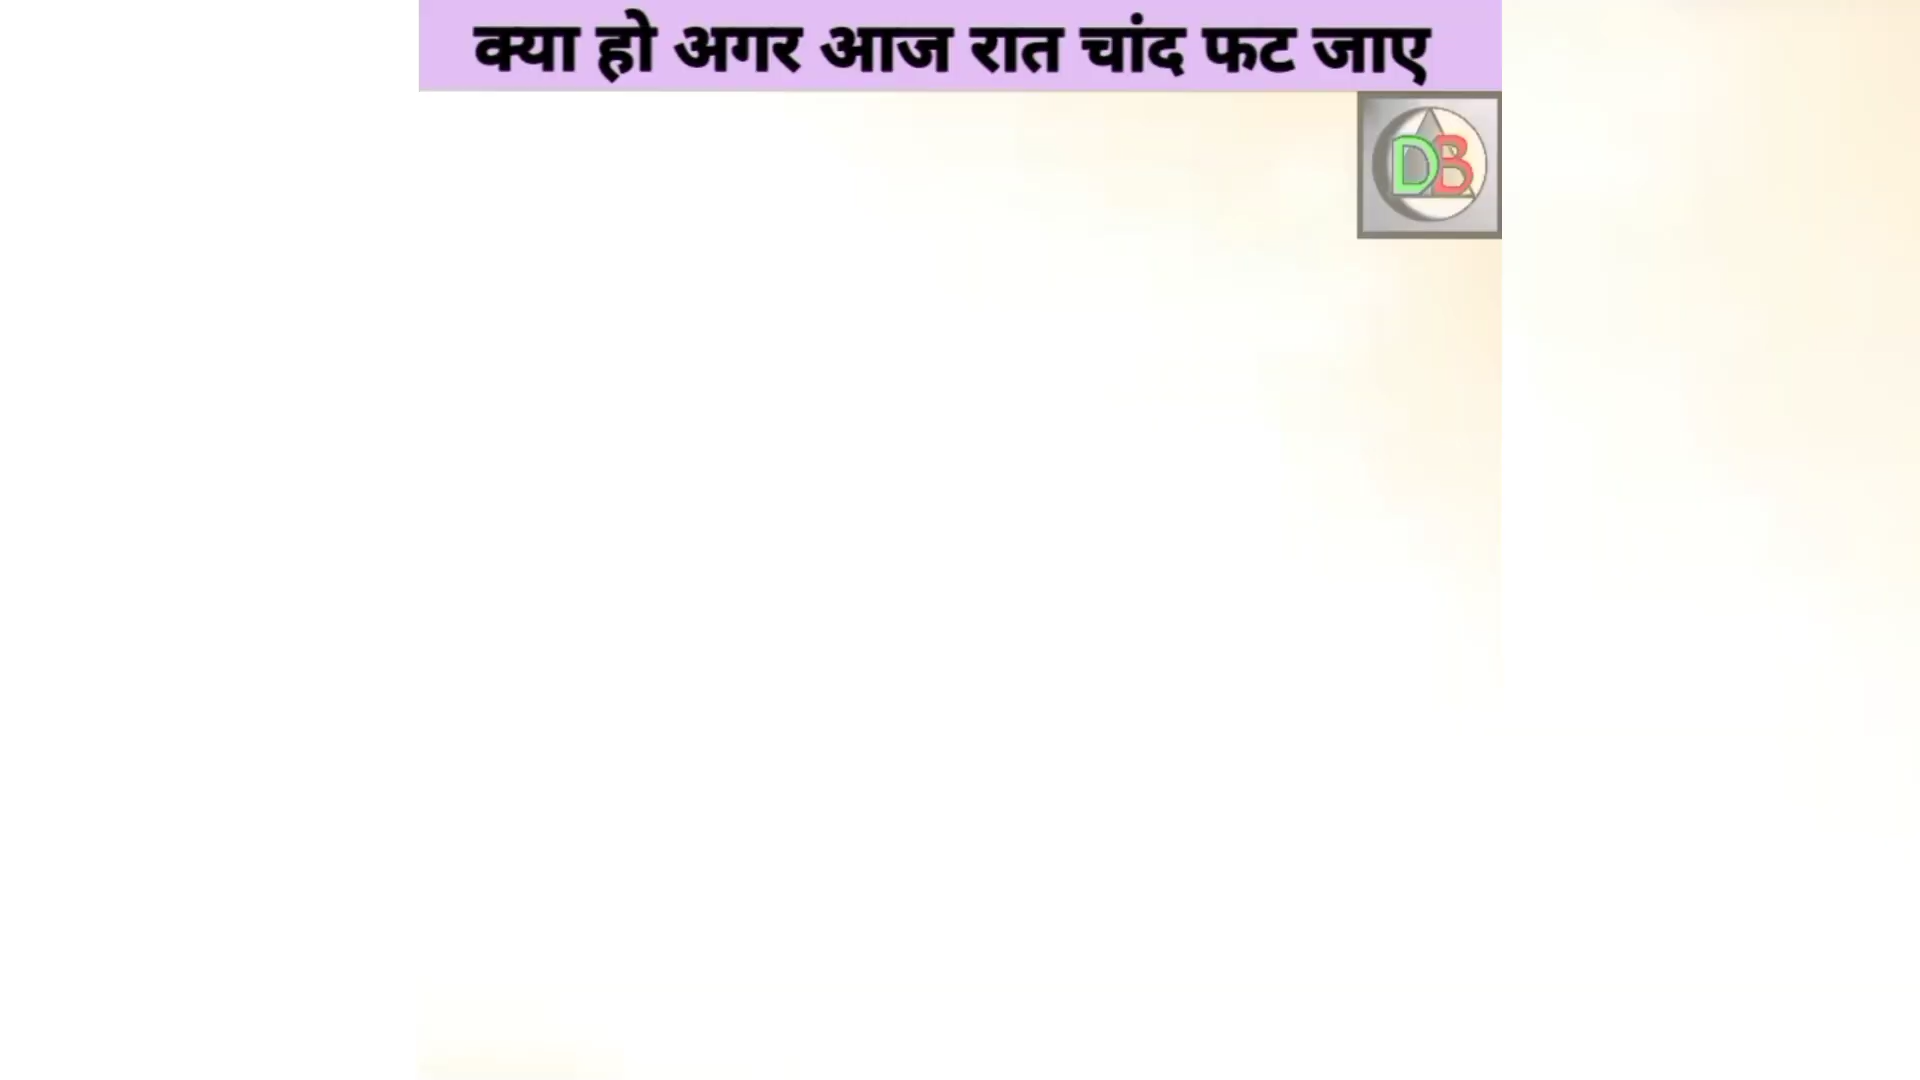 क्या हो अगर आज रात चांद फट जाए
DB